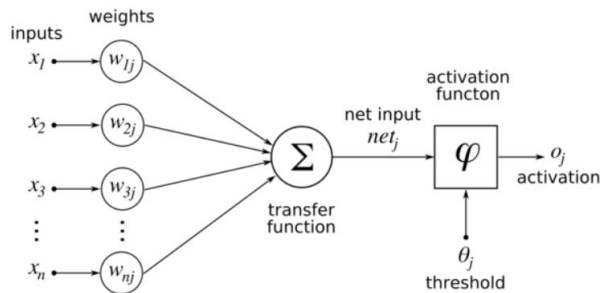 inputs
weights
x1
w1j
x2
w2j
x3
w3j
⋮
⋮
xn
wnj
Σ
transfer
function
net input
netj
activation
functon
φ
oj
activation
θj
threshold